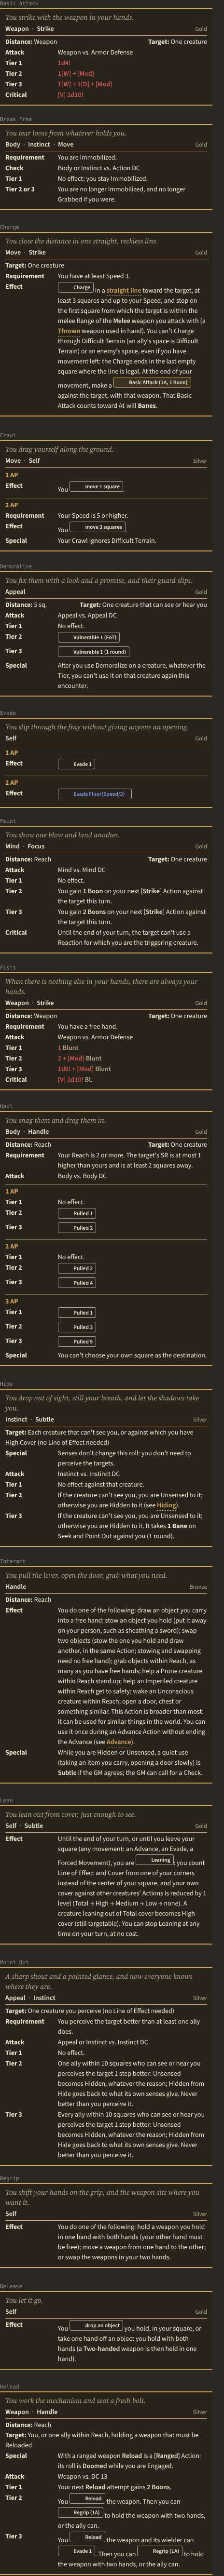 Basic Attack
You strike with the weapon in your hands.
Weapon · Strike Gold
Distance: Weapon Target: One creature
Attack Weapon vs. Armor Defense
Tier 1 1d4!
Tier 2 1[W] + [Mod]
Tier 3 1[W] + 1[D] + [Mod]
Critical [V] 1d10!
Break Free
You tear loose from whatever holds you.
Body · Instinct · Move Gold
Requirement You are Immobilized.
Check Body or Instinct vs. Action DC
Tier 1 No effect; you stay Immobilized.
Tier 2 or 3 You are no longer Immobilized, and no longer
Grabbed if you were.
Charge
You close the distance in one straight, reckless line.
Move · Strike Gold
Target: One creature
Requirement You have at least Speed 3.
Effect Charge in a straight line toward the target, at
least 3 squares and up to your Speed, and stop on
the first square from which the target is within the
melee Range of the Melee weapon you attack with (a
Thrown weapon used in hand). You can't Charge
through Difficult Terrain (an ally's space is Difficult
Terrain) or an enemy's space, even if you have
movement left: the Charge ends in the last empty
square where the line is legal. At the end of your
movement, make a Basic Attack (1A, 1 Boon)
against the target, with that weapon. That Basic
Attack counts toward At-will Banes.
Crawl
You drag yourself along the ground.
Move · Self Silver
1 AP
Effect You move 1 square.
2 AP
Requirement Your Speed is 5 or higher.
Effect You move 3 squares.
Special Your Crawl ignores Difficult Terrain.
Demoralize
You fix them with a look and a promise, and their guard slips.
Appeal Gold
Distance: 5 sq. Target: One creature that can see or hear you
Attack Appeal vs. Appeal DC
Tier 1 No effect.
Tier 2 Vulnerable 1 (EoT)
Tier 3 Vulnerable 1 (1 round)
Special After you use Demoralize on a creature, whatever the
Tier, you can't use it on that creature again this
encounter.
Evade
You slip through the fray without giving anyone an opening.
Self Gold
1 AP
Effect Evade 1
2 AP
Effect Evade Floor(Speed/2)
Feint
You show one blow and land another.
Mind · Focus Gold
Distance: Reach Target: One creature
Attack Mind vs. Mind DC
Tier 1 No effect.
Tier 2 You gain 1 Boon on your next [Strike] Action against
the target this turn.
Tier 3 You gain 2 Boons on your next [Strike] Action against
the target this turn.
Critical Until the end of your turn, the target can't use a
Reaction for which you are the triggering creature.
Fists
When there is nothing else in your hands, there are always your
hands.
Weapon · Strike Gold
Distance: Weapon Target: One creature
Requirement You have a free hand.
Attack Weapon vs. Armor Defense
Tier 1 1 Blunt
Tier 2 2 + [Mod] Blunt
Tier 3 1d6! + [Mod] Blunt
Critical [V] 1d10! Bl.
Haul
You snag them and drag them in.
Body · Handle Gold
Distance: Reach Target: One creature
Requirement Your Reach is 2 or more. The target's SR is at most 1
higher than yours and is at least 2 squares away.
Attack Body vs. Body DC
1 AP
Tier 1 No effect.
Tier 2 Pulled 1
Tier 3 Pulled 2
2 AP
Tier 1 No effect.
Tier 2 Pulled 2
Tier 3 Pulled 4
3 AP
Tier 1 Pulled 1
Tier 2 Pulled 3
Tier 3 Pulled 5
Special You can't choose your own square as the destination.
Hide
You drop out of sight, still your breath, and let the shadows take
you.
Instinct · Subtle Silver
Target: Each creature that can't see you, or against which you have
High Cover (no Line of Effect needed)
Special Senses don't change this roll: you don't need to
perceive the targets.
Attack Instinct vs. Instinct DC
Tier 1 No effect against that creature.
Tier 2 If the creature can't see you, you are Unsensed to it;
otherwise you are Hidden to it (see Hiding).
Tier 3 If the creature can't see you, you are Unsensed to it;
otherwise you are Hidden to it. It takes 1 Bane on
Seek and Point Out against you (1 round).
Interact
You pull the lever, open the door, grab what you need.
Handle Bronze
Distance: Reach
Effect You do one of the following: draw an object you carry
into a free hand; stow an object you hold (put it away
on your person, such as sheathing a sword); swap
two objects (stow the one you hold and draw
another, in the same Action; stowing and swapping
need no free hand); grab objects within Reach, as
many as you have free hands; help a Prone creature
within Reach stand up; help an Imperiled creature
within Reach get to safety; wake an Unconscious
creature within Reach; open a door, chest or
something similar. This Action is broader than most:
it can be used for similar things in the world. You can
use it once during an Advance Action without ending
the Advance (see Advance).
Special While you are Hidden or Unsensed, a quiet use
(taking an item you carry, opening a door slowly) is
Subtle if the GM agrees; the GM can call for a Check.
Lean
You lean out from cover, just enough to see.
Self · Subtle Gold
Effect Until the end of your turn, or until you leave your
square (any movement: an Advance, an Evade, a
Forced Movement), you are Leaning: you count
Line of Effect and Cover from one of your corners
instead of the center of your square, and your own
cover against other creatures' Actions is reduced by 1
level (Total → High → Medium → Low → none). A
creature leaning out of Total cover becomes High
cover (still targetable). You can stop Leaning at any
time on your turn, at no cost.
Point Out
A sharp shout and a pointed glance, and now everyone knows
where they are.
Appeal · Instinct Silver
Target: One creature you perceive (no Line of Effect needed)
Requirement You perceive the target better than at least one ally
does.
Attack Appeal or Instinct vs. Instinct DC
Tier 1 No effect.
Tier 2 One ally within 10 squares who can see or hear you
perceives the target 1 step better: Unsensed
becomes Hidden, whatever the reason; Hidden from
Hide goes back to what its own senses give. Never
better than you perceive it.
Tier 3 Every ally within 10 squares who can see or hear you
perceives the target 1 step better: Unsensed
becomes Hidden, whatever the reason; Hidden from
Hide goes back to what its own senses give. Never
better than you perceive it.
Regrip
You shift your hands on the grip, and the weapon sits where you
want it.
Self Silver
Effect You do one of the following: hold a weapon you hold
in one hand with both hands (your other hand must
be free); move a weapon from one hand to the other;
or swap the weapons in your two hands.
Release
You let it go.
Self Gold
Effect You drop an object you hold, in your square, or
take one hand off an object you hold with both
hands (a Two-handed weapon is then held in one
hand).
Reload
You work the mechanism and seat a fresh bolt.
Weapon · Handle Silver
Distance: Reach
Target: You, or one ally within Reach, holding a weapon that must be
Reloaded
Special With a ranged weapon Reload is a [Ranged] Action:
its roll is Doomed while you are Engaged.
Attack Weapon vs. DC 13
Tier 1 Your next Reload attempt gains 2 Boons.
Tier 2 You Reload the weapon. Then you can
Regrip (1A) to hold the weapon with two hands,
or the ally can.
Tier 3 You Reload the weapon and its wielder can
Evade 1. Then you can Regrip (1A) to hold
the weapon with two hands, or the ally can.